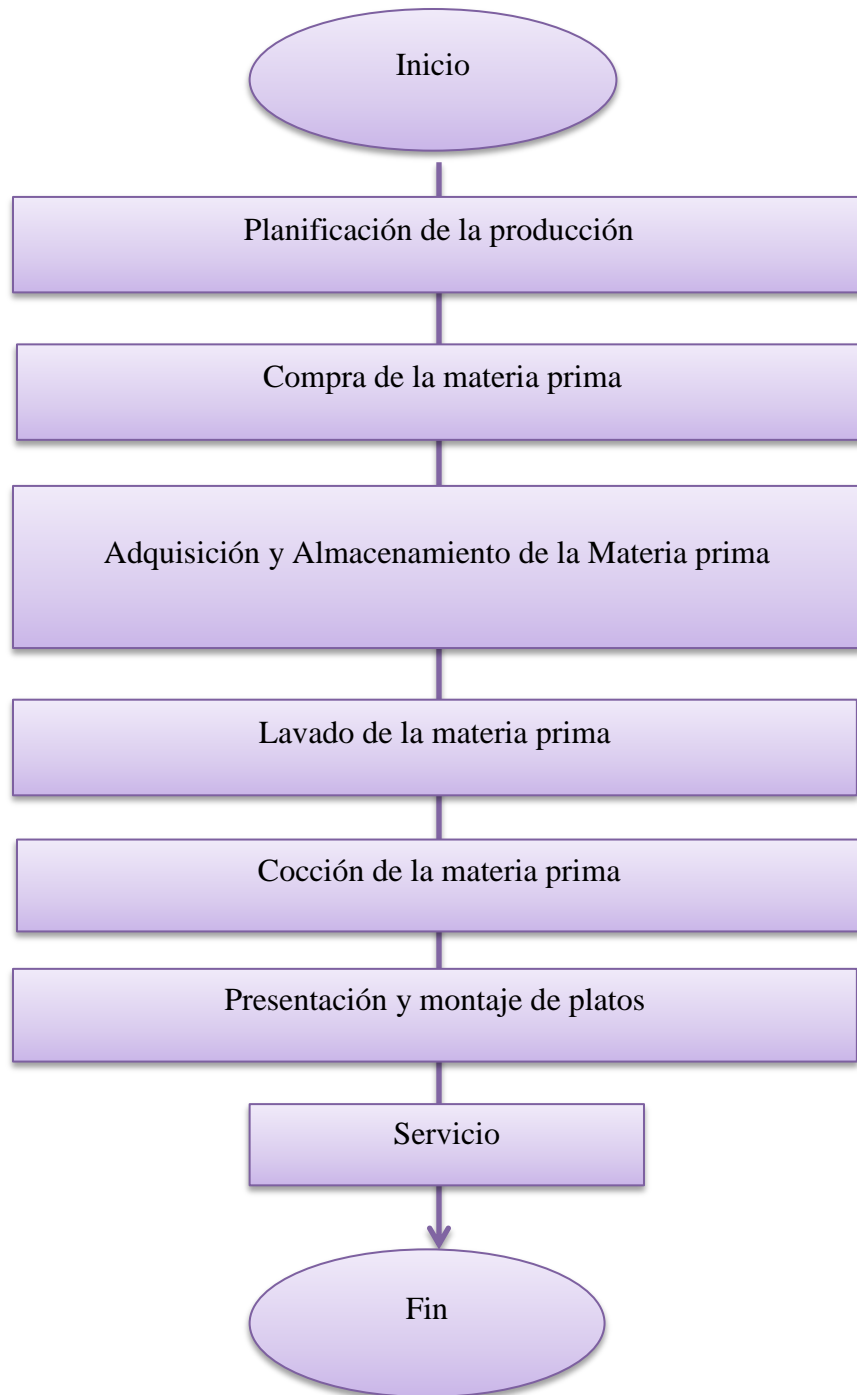 Inicio
Planificación de la producción
Compra de la materia prima
Adquisición y Almacenamiento de la Materia prima
Lavado de la materia prima
Cocción de la materia prima
Presentación y montaje de platos
Servicio
Fin